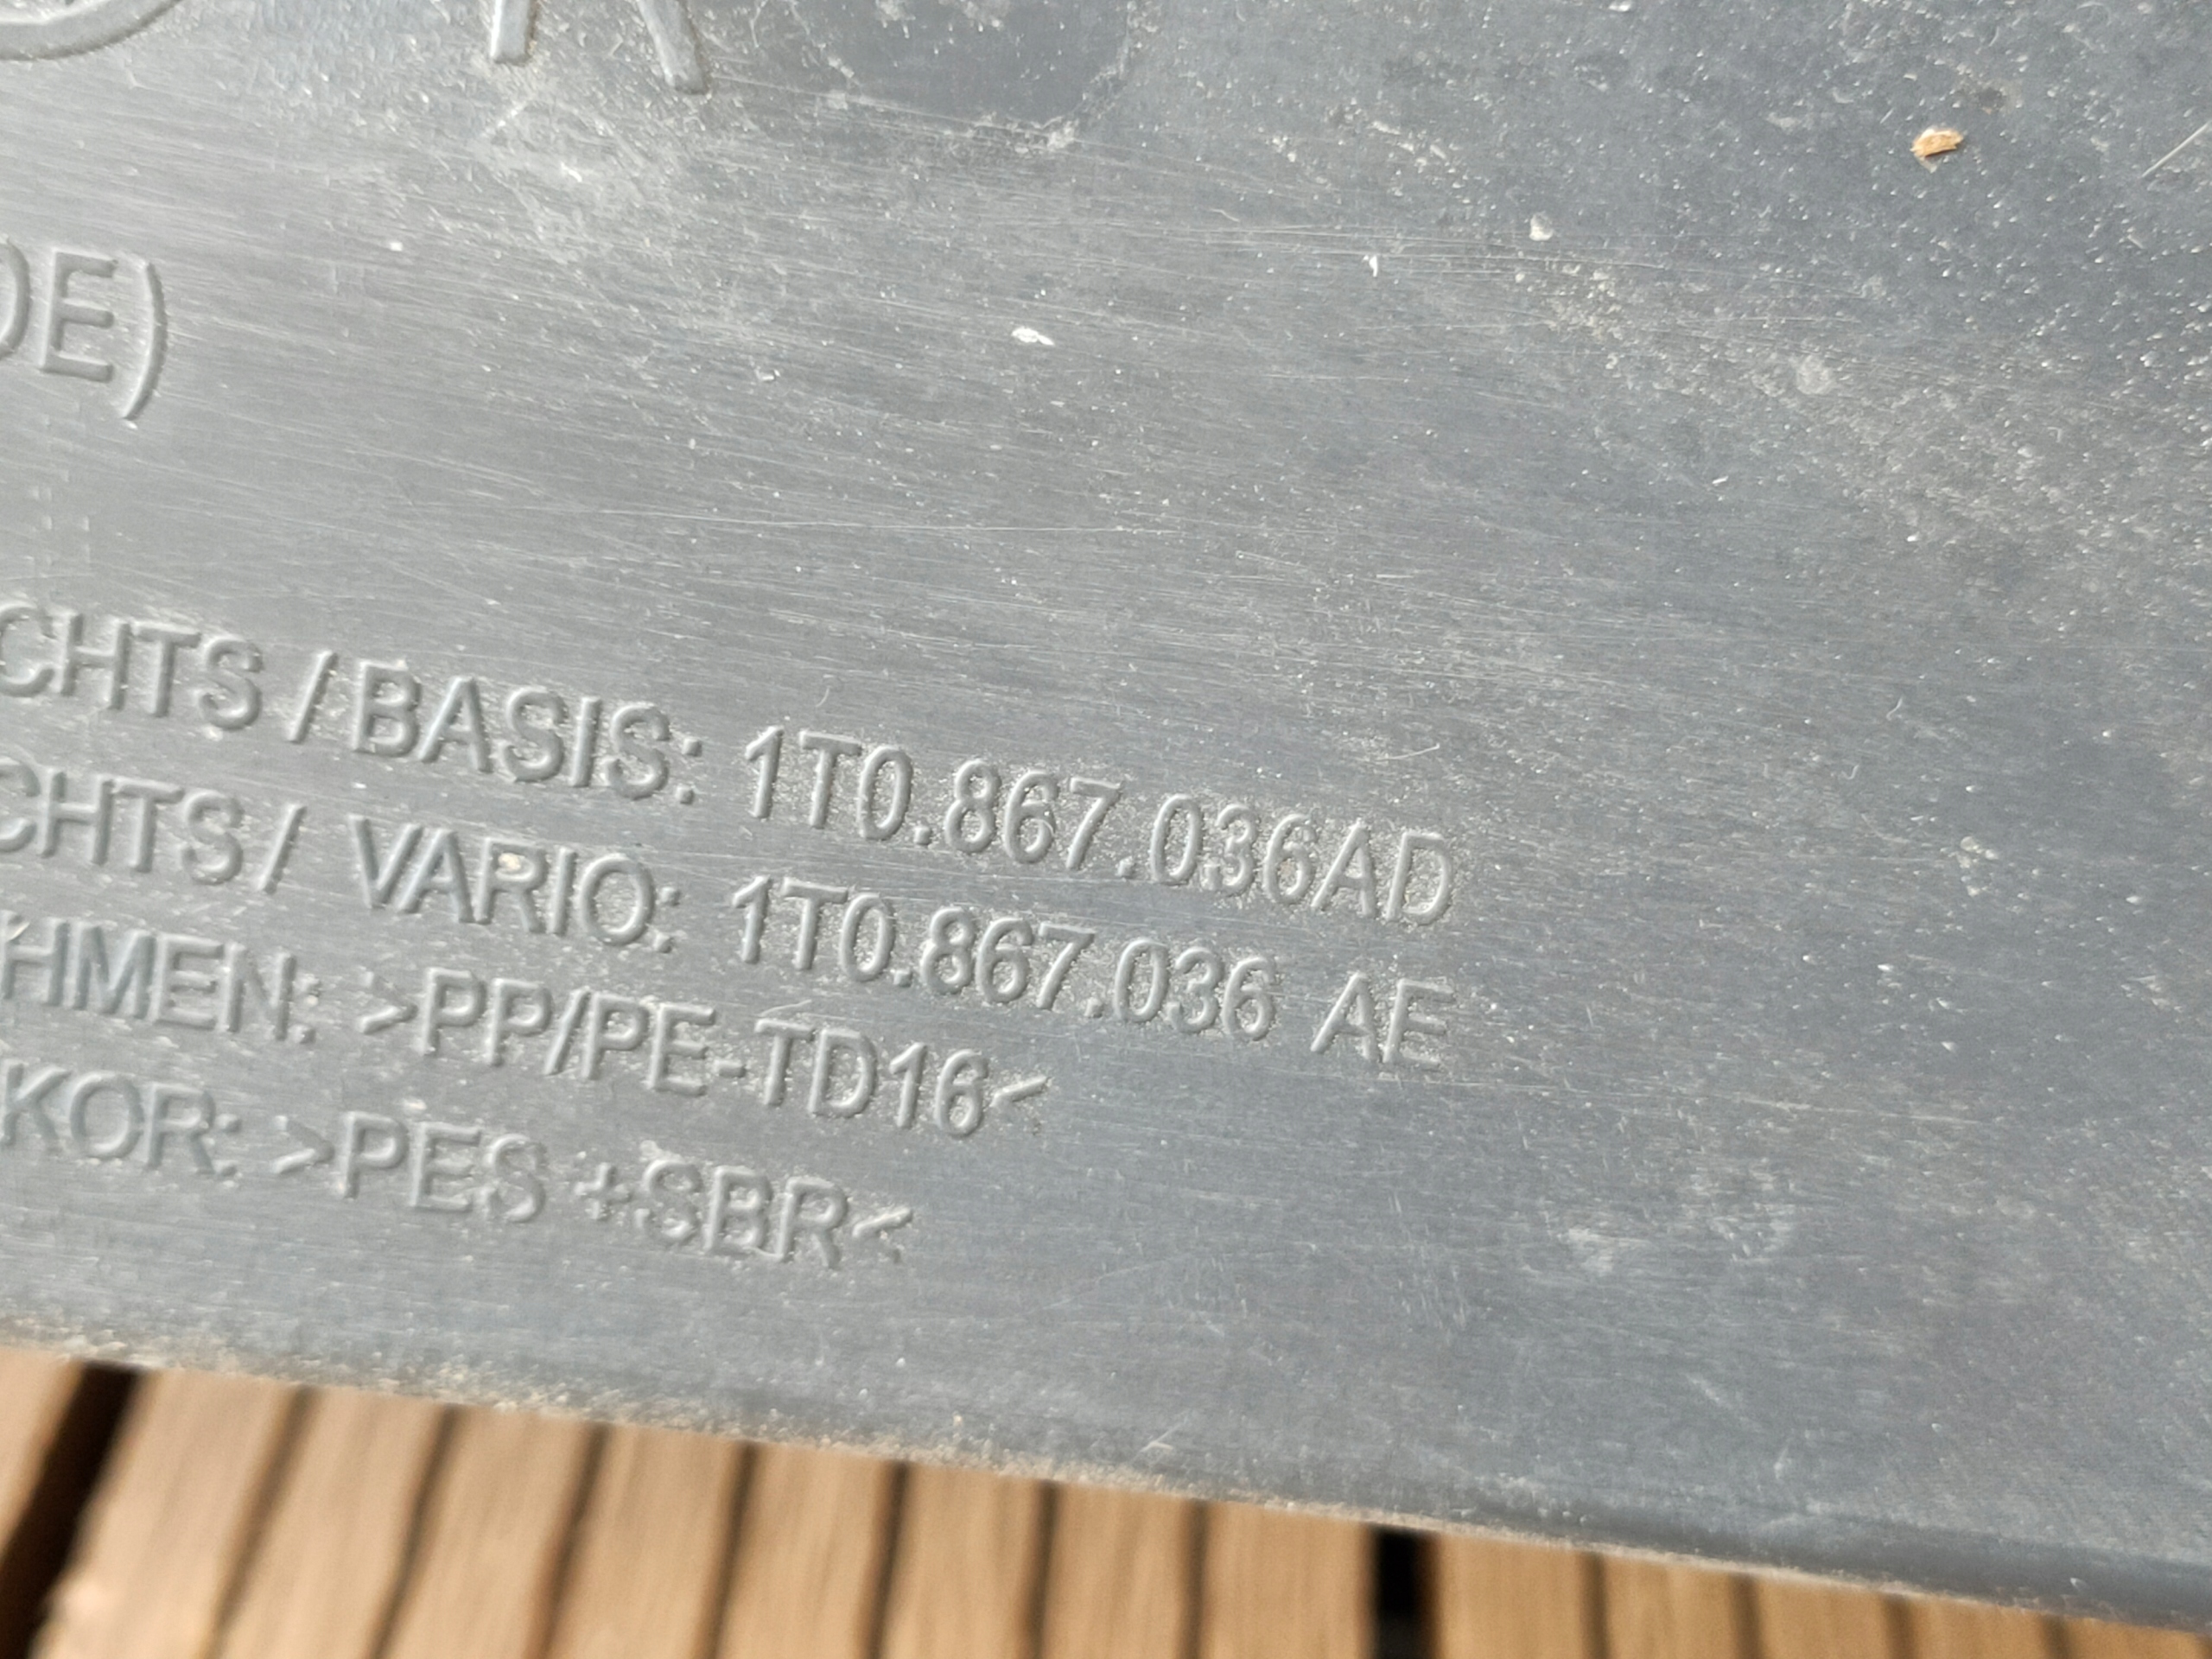 DE)
CHTS / BASIS: 1T0.867.036AD
CHTS / VARIO: 1T0.867.036 AE
HMEN: >PP/PE-TD16<
KOR: >PES +SBR<